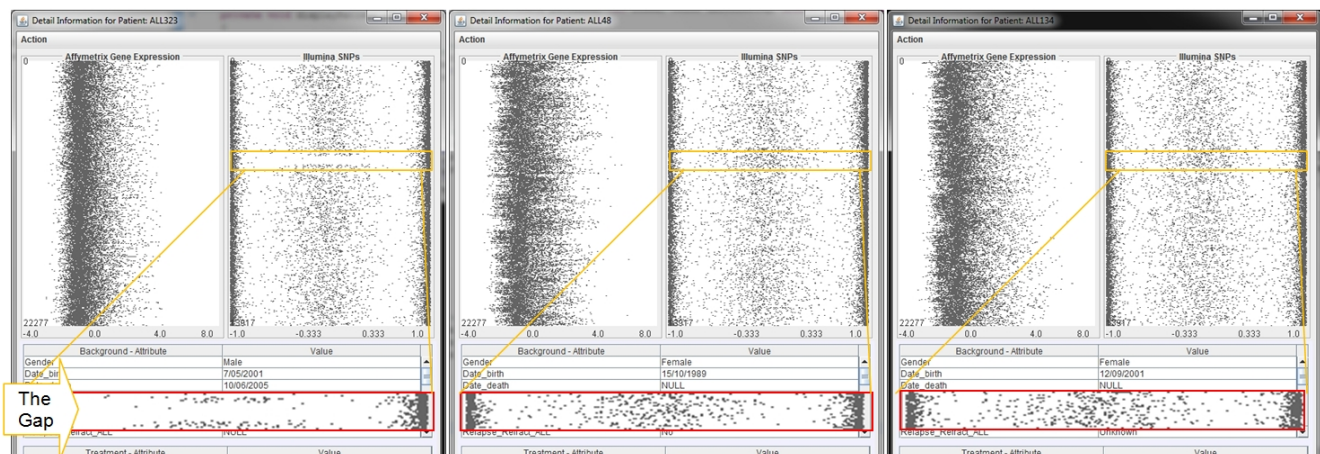 Detail Information for Patient: ALL323
Action
Affymetrix Gene Expression
Illumina SNPs
0
22277
-4.0 0.0 4.0 8.0
-1.0 -0.333 0.333 1.0
Background - Attribute Value
Gender Male
7/05/2001
10/06/2005
The
Gap
NULL
Treatment - Attribute Value
Detail Information for Patient: ALL48
Action
Affymetrix Gene Expression
Illumina SNPs
0
22277
-4.0 0.0 4.0 8.0
-1.0 -0.333 0.333 1.0
Background - Attribute Value
Gender Female
Date_birth 15/10/1989
Date_death NULL
Relapse_Refract_ALL No
Treatment - Attribute Value
Detail Information for Patient: ALL134
Action
Affymetrix Gene Expression
Illumina SNPs
0
22277
-4.0 0.0 4.0 8.0
-1.0 -0.333 0.333 1.0
Background - Attribute Value
Gender Female
Date_birth 12/09/2001
Date_death NULL
Relapse_Refract_ALL Unknown
Treatment - Attribute Value